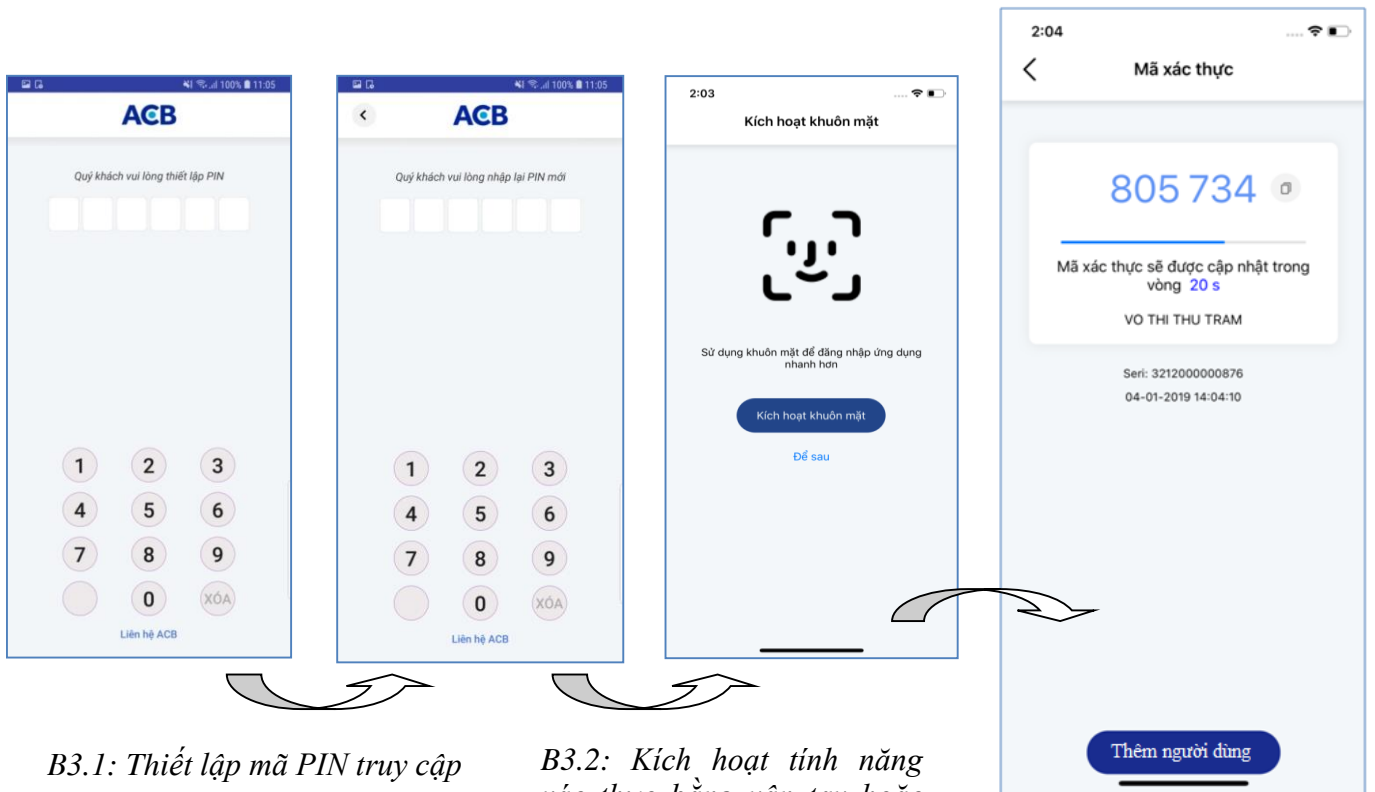 100% 11:05
ACB
Quý khách vui lòng thiết lập PIN
1 2 3
4 5 6
7 8 9
0 XÓA
Liên hệ ACB
100% 11:05
ACB
Quý khách vui lòng nhập lại PIN mới
1 2 3
4 5 6
7 8 9
0 XÓA
Liên hệ ACB
2:03
Kích hoạt khuôn mặt
Sử dụng khuôn mặt để đăng nhập ứng dụng
nhanh hơn
Kích hoạt khuôn mặt
Để sau
2:04
Mã xác thực
805 734
Mã xác thực sẽ được cập nhật trong
vòng 20 s
VO THI THU TRAM
Seri: 3212000000876
04-01-2019 14:04:10
Thêm người dùng
B3.1: Thiết lập mã PIN truy cập
B3.2: Kích hoạt tính năng